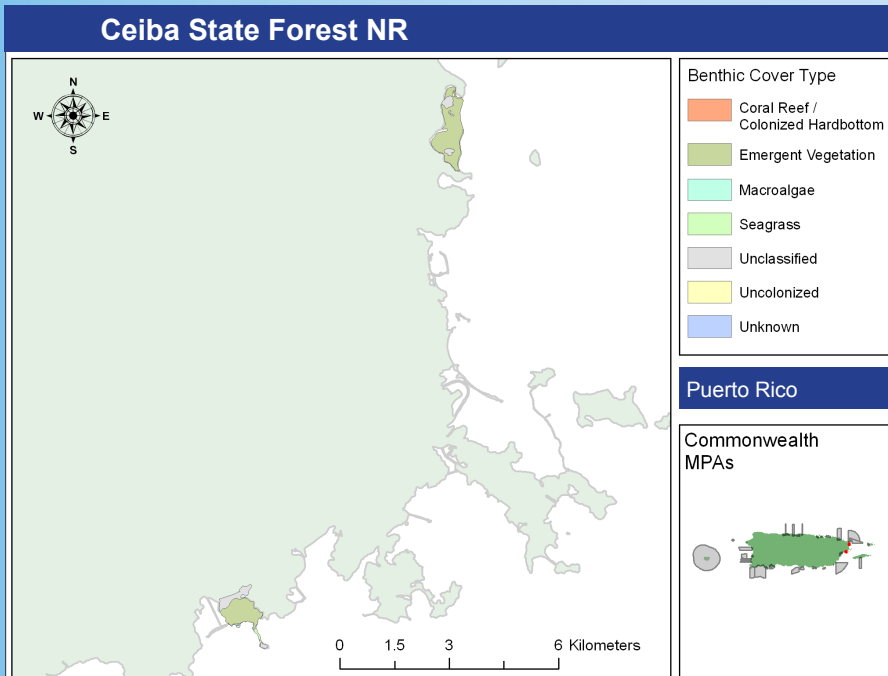 Ceiba State Forest NR
N
W E
S
0 1.5 3 6 Kilometers
Benthic Cover Type
Coral Reef /
Colonized Hardbottom
Emergent Vegetation
Macroalgae
Seagrass
Unclassified
Uncolonized
Unknown
Puerto Rico
Commonwealth
MPAs